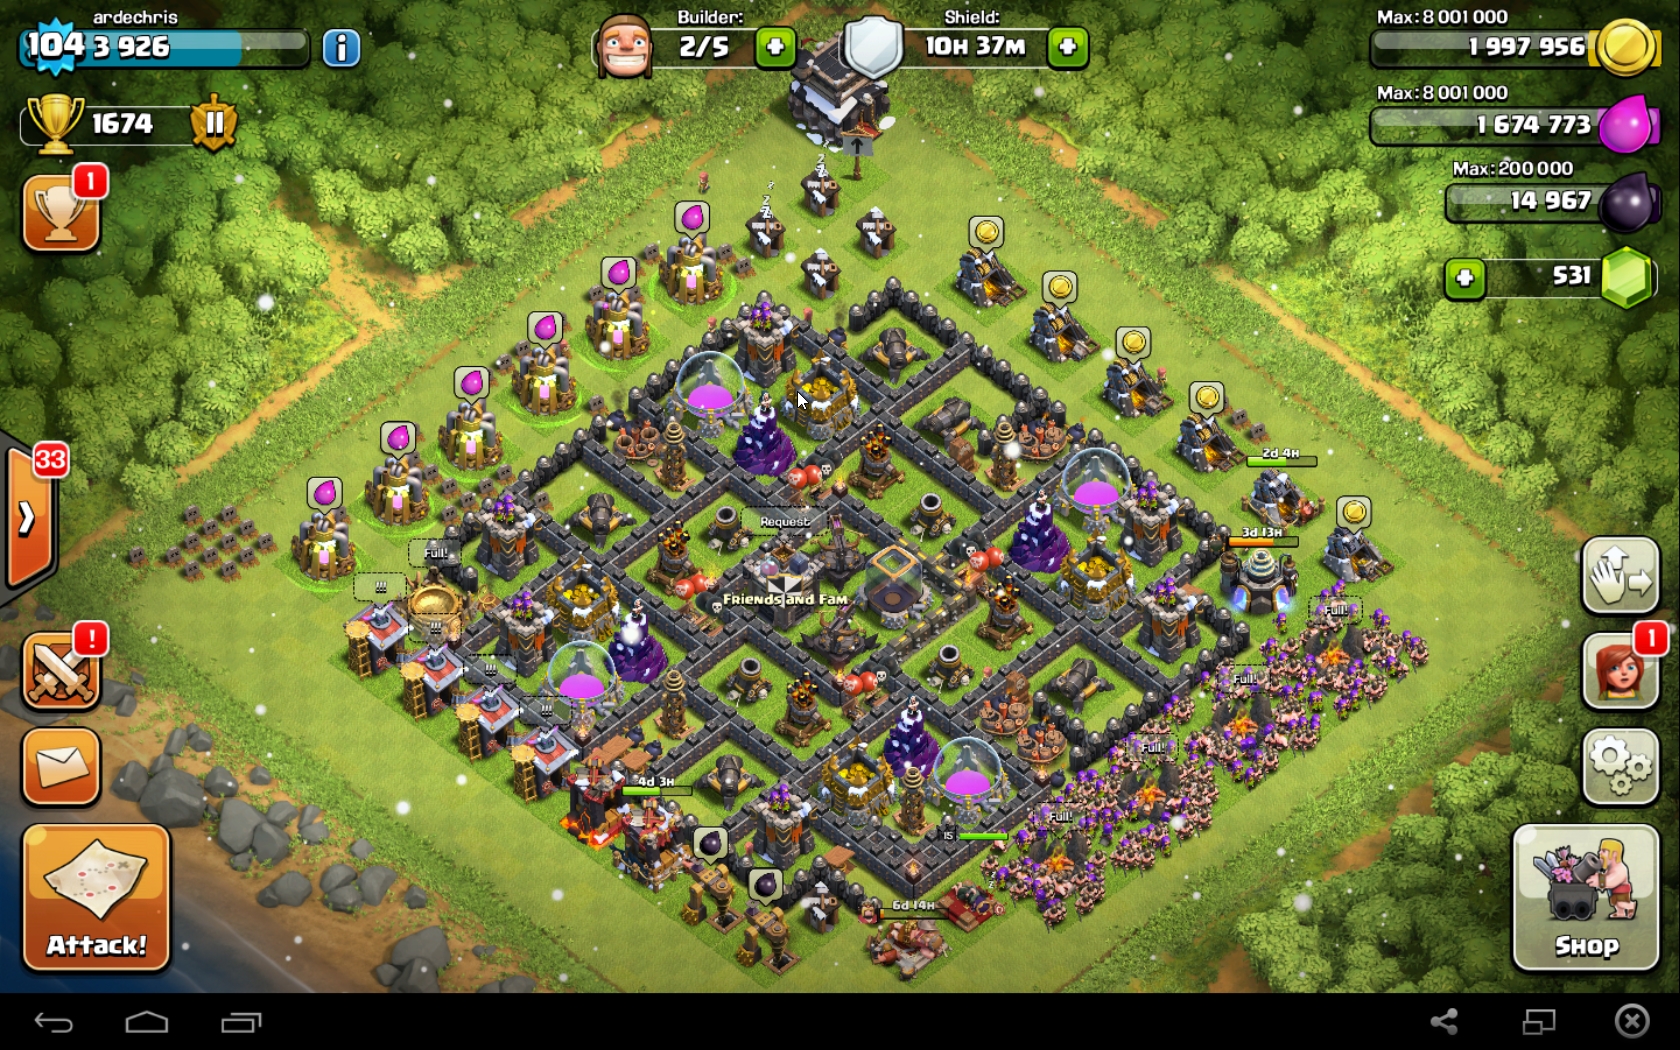 ardechris
104 3 926
i
Builder:
2/5
Shield:
10H 37M
Max: 8 001 000
1 997 956
Max: 8 001 000
1 674 773
Max: 200 000
14 967
531
1674
II
1
33
!
1
2d 4H
3d 13H
Request
Full!
Friends and Fam
Full!
Full!
Full!
Full!
4d 3H
15
6d 14H
Attack!
Shop